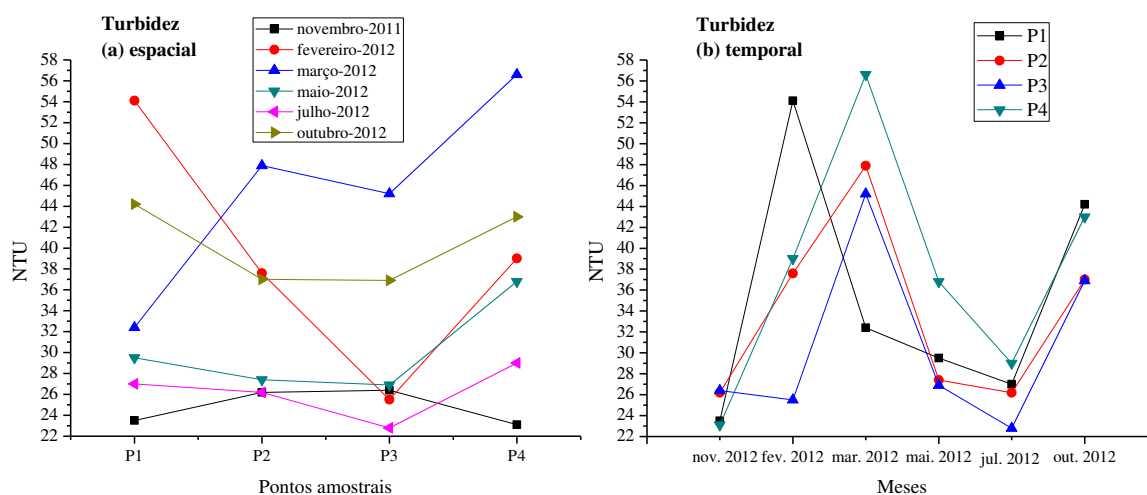 Turbidez
(a) espacial
novembro-2011
fevereiro-2012
março-2012
maio-2012
julho-2012
outubro-2012
58
56
54
52
50
48
46
44
42
40
38
36
34
32
30
28
26
24
22
NTU
P1 P2 P3 P4
Pontos amostrais
Turbidez
(b) temporal
P1
P2
P3
P4
58
56
54
52
50
48
46
44
42
40
38
36
34
32
30
28
26
24
22
NTU
nov. 2012 fev. 2012 mar. 2012 mai. 2012 jul. 2012 out. 2012
Meses